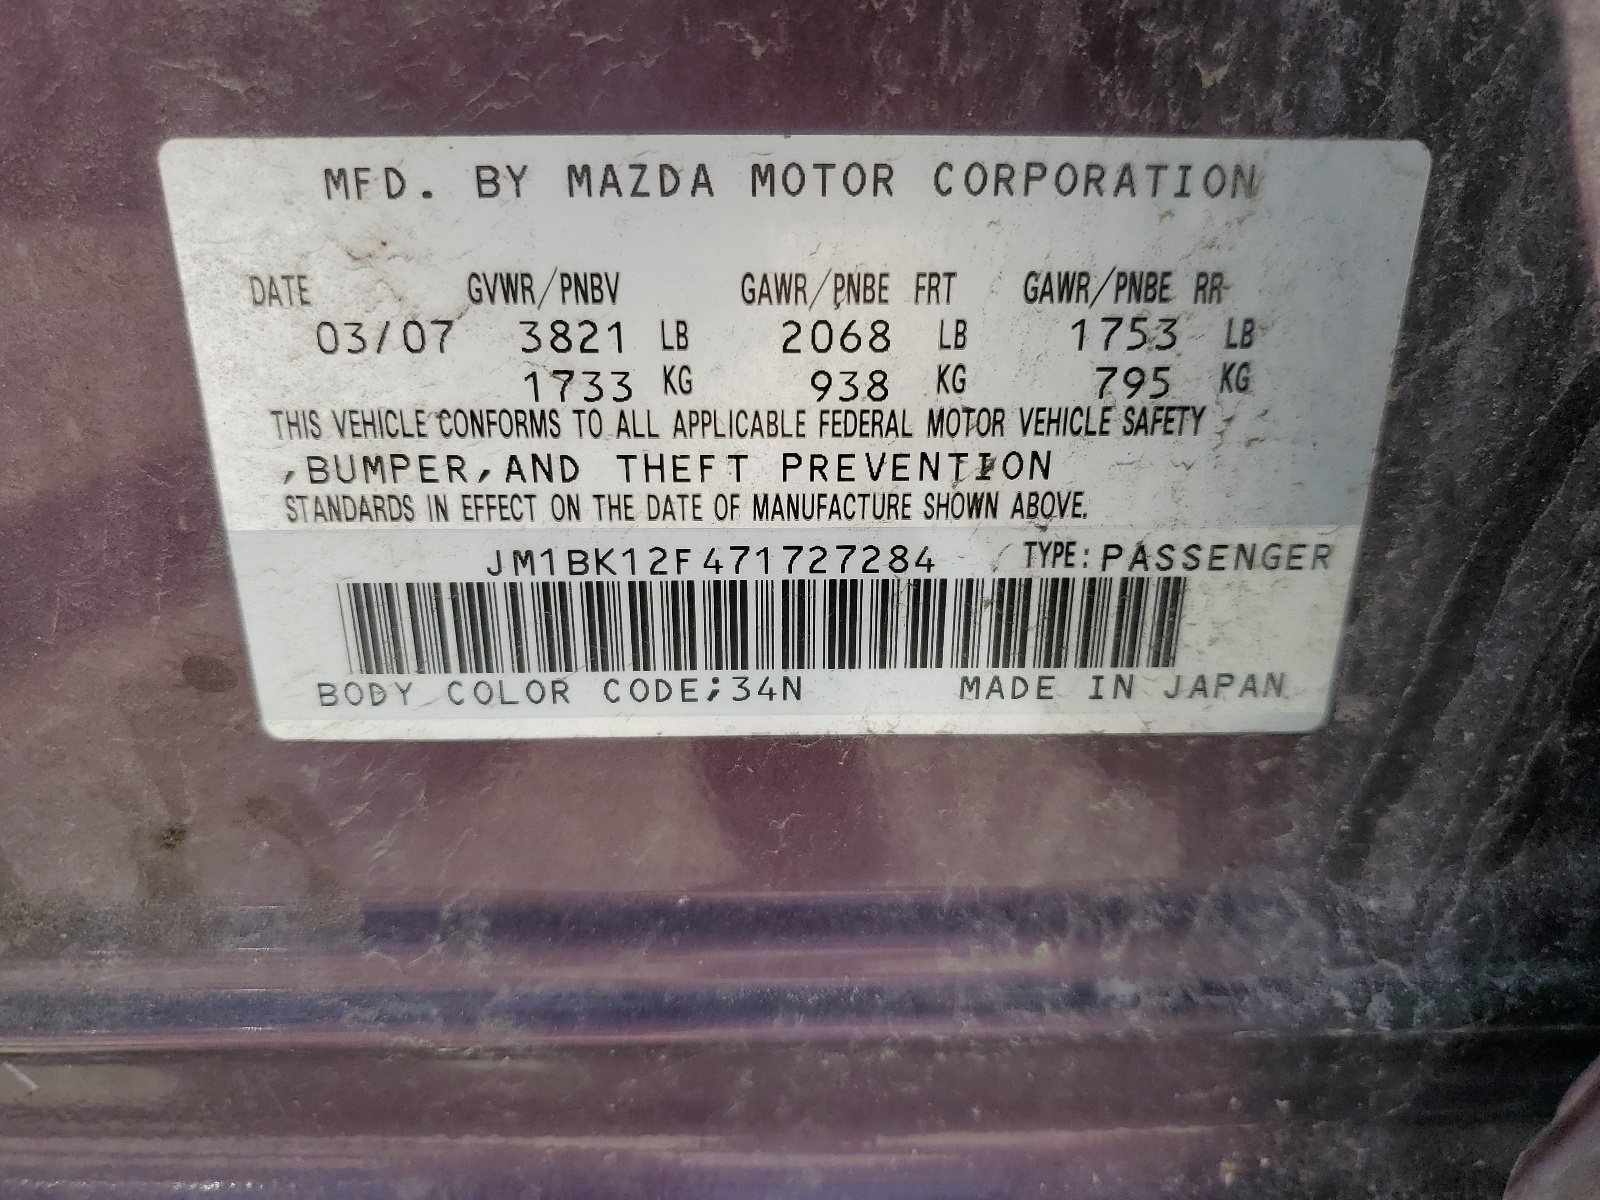 MFD. BY MAZDA MOTOR CORPORATION
DATE GVWR/PNBV GAWR/PNBE FRT GAWR/PNBE RR
03/07 3821 LB 2068 LB 1753 LB
1733 KG 938 KG 795 KG
THIS VEHICLE CONFORMS TO ALL APPLICABLE FEDERAL MOTOR VEHICLE SAFETY
,BUMPER,AND THEFT PREVENTION
STANDARDS IN EFFECT ON THE DATE OF MANUFACTURE SHOWN ABOVE.
JM1BK12F471727284 TYPE: PASSENGER
BODY COLOR CODE;34N MADE IN JAPAN